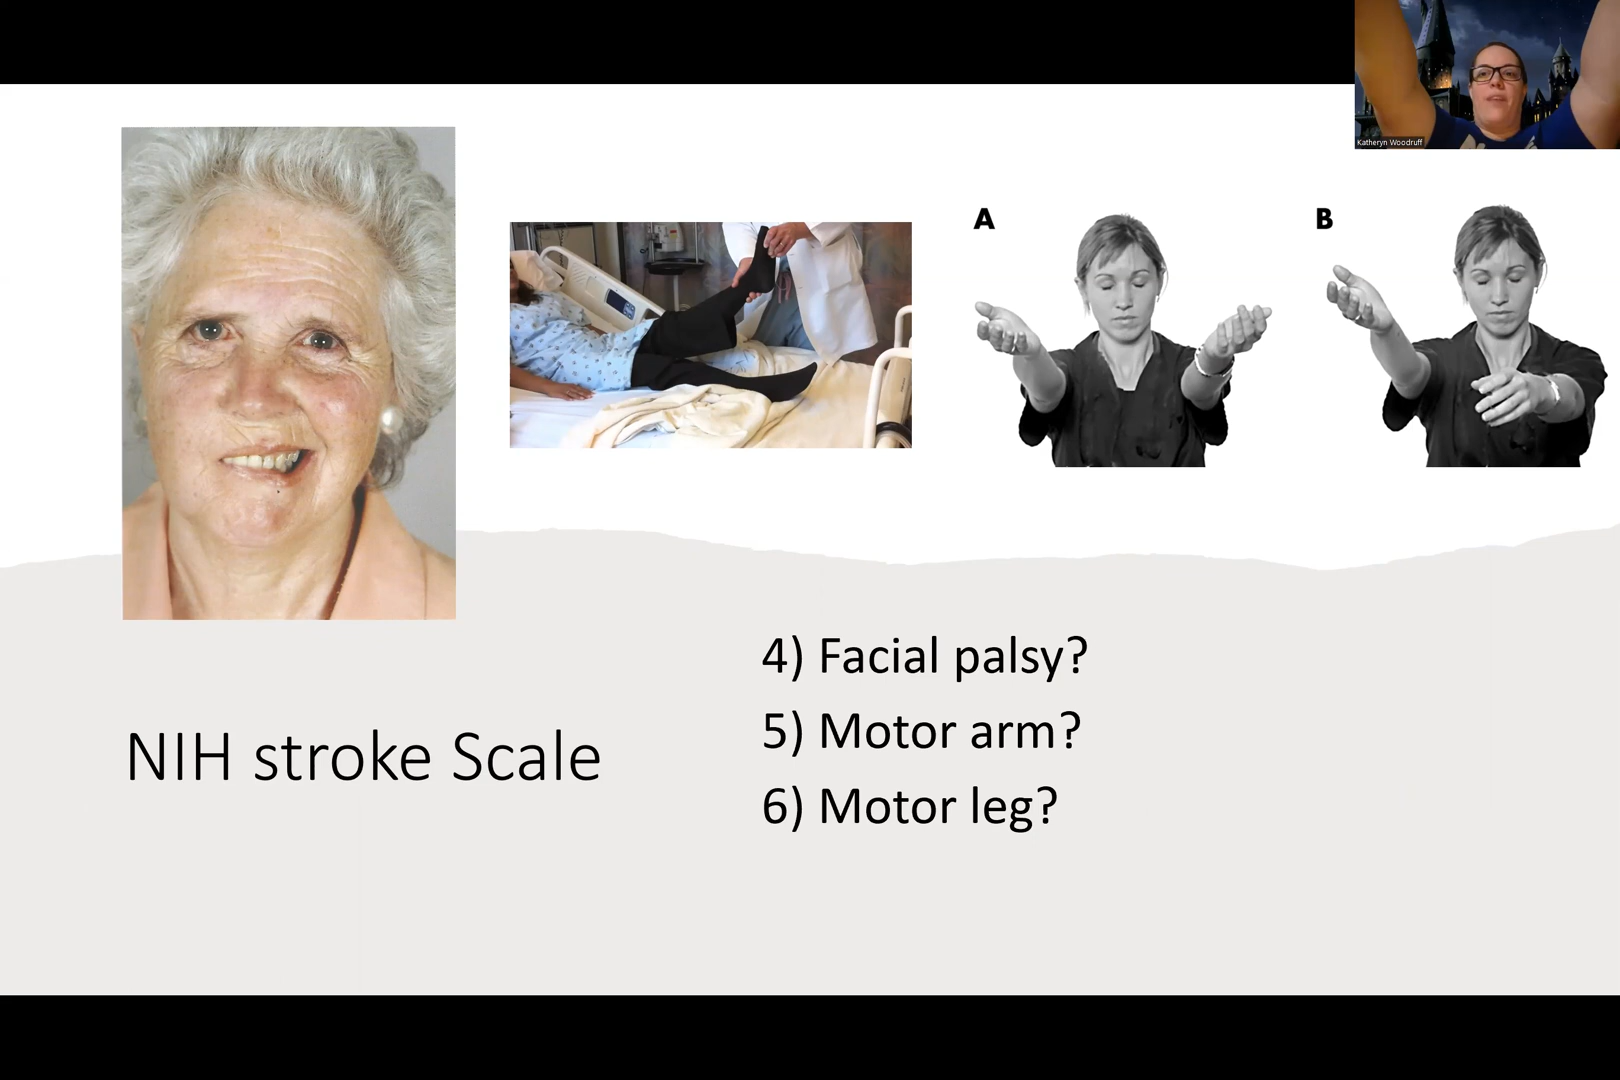 Katheryn Woodruff
A
B
4) Facial palsy?
5) Motor arm?
6) Motor leg?
NIH stroke Scale